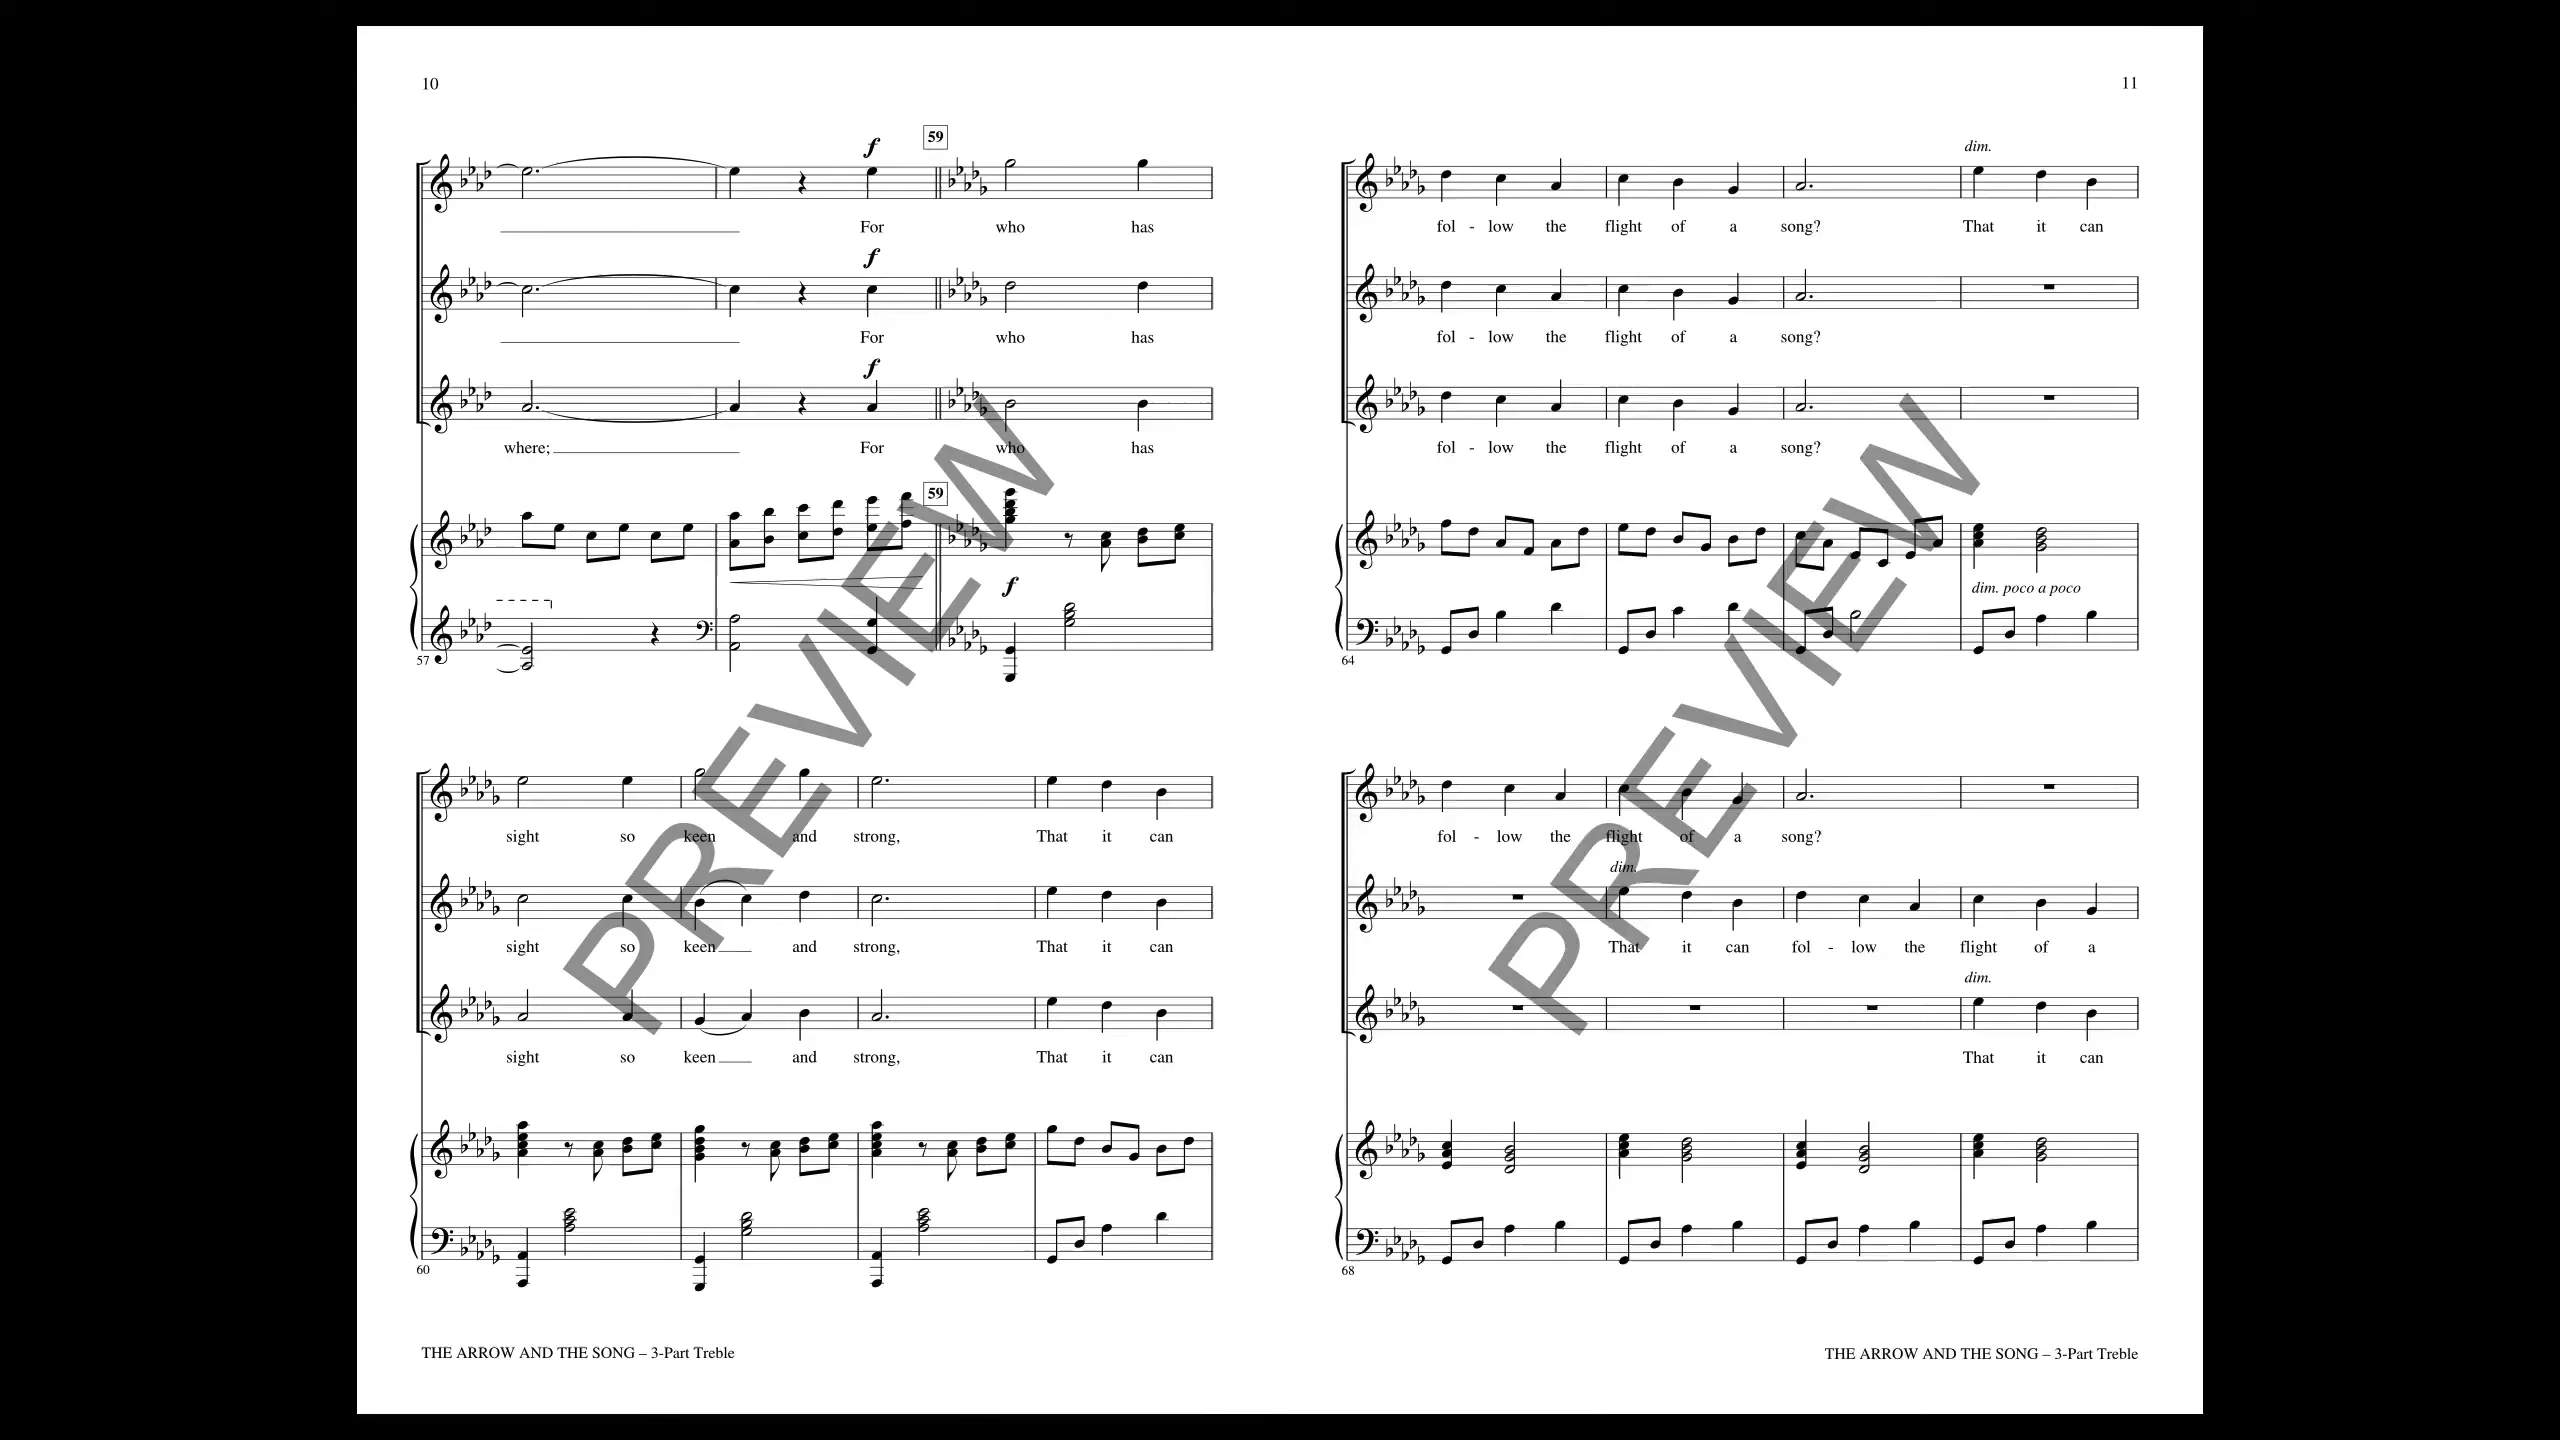 10
59
f
For who has
f
For who has
f
where; For who has
59
f
57
sight so keen and strong, That it can
sight so keen and strong, That it can
sight so keen and strong, That it can
60
THE ARROW AND THE SONG – 3-Part Treble
PREVIEW
11
dim.
fol - low the flight of a song? That it can
fol - low the flight of a song?
fol - low the flight of a song?
dim. poco a poco
64
fol - low the flight of a song?
dim.
That it can fol - low the flight of a
dim.
That it can
68
THE ARROW AND THE SONG – 3-Part Treble
PREVIEW